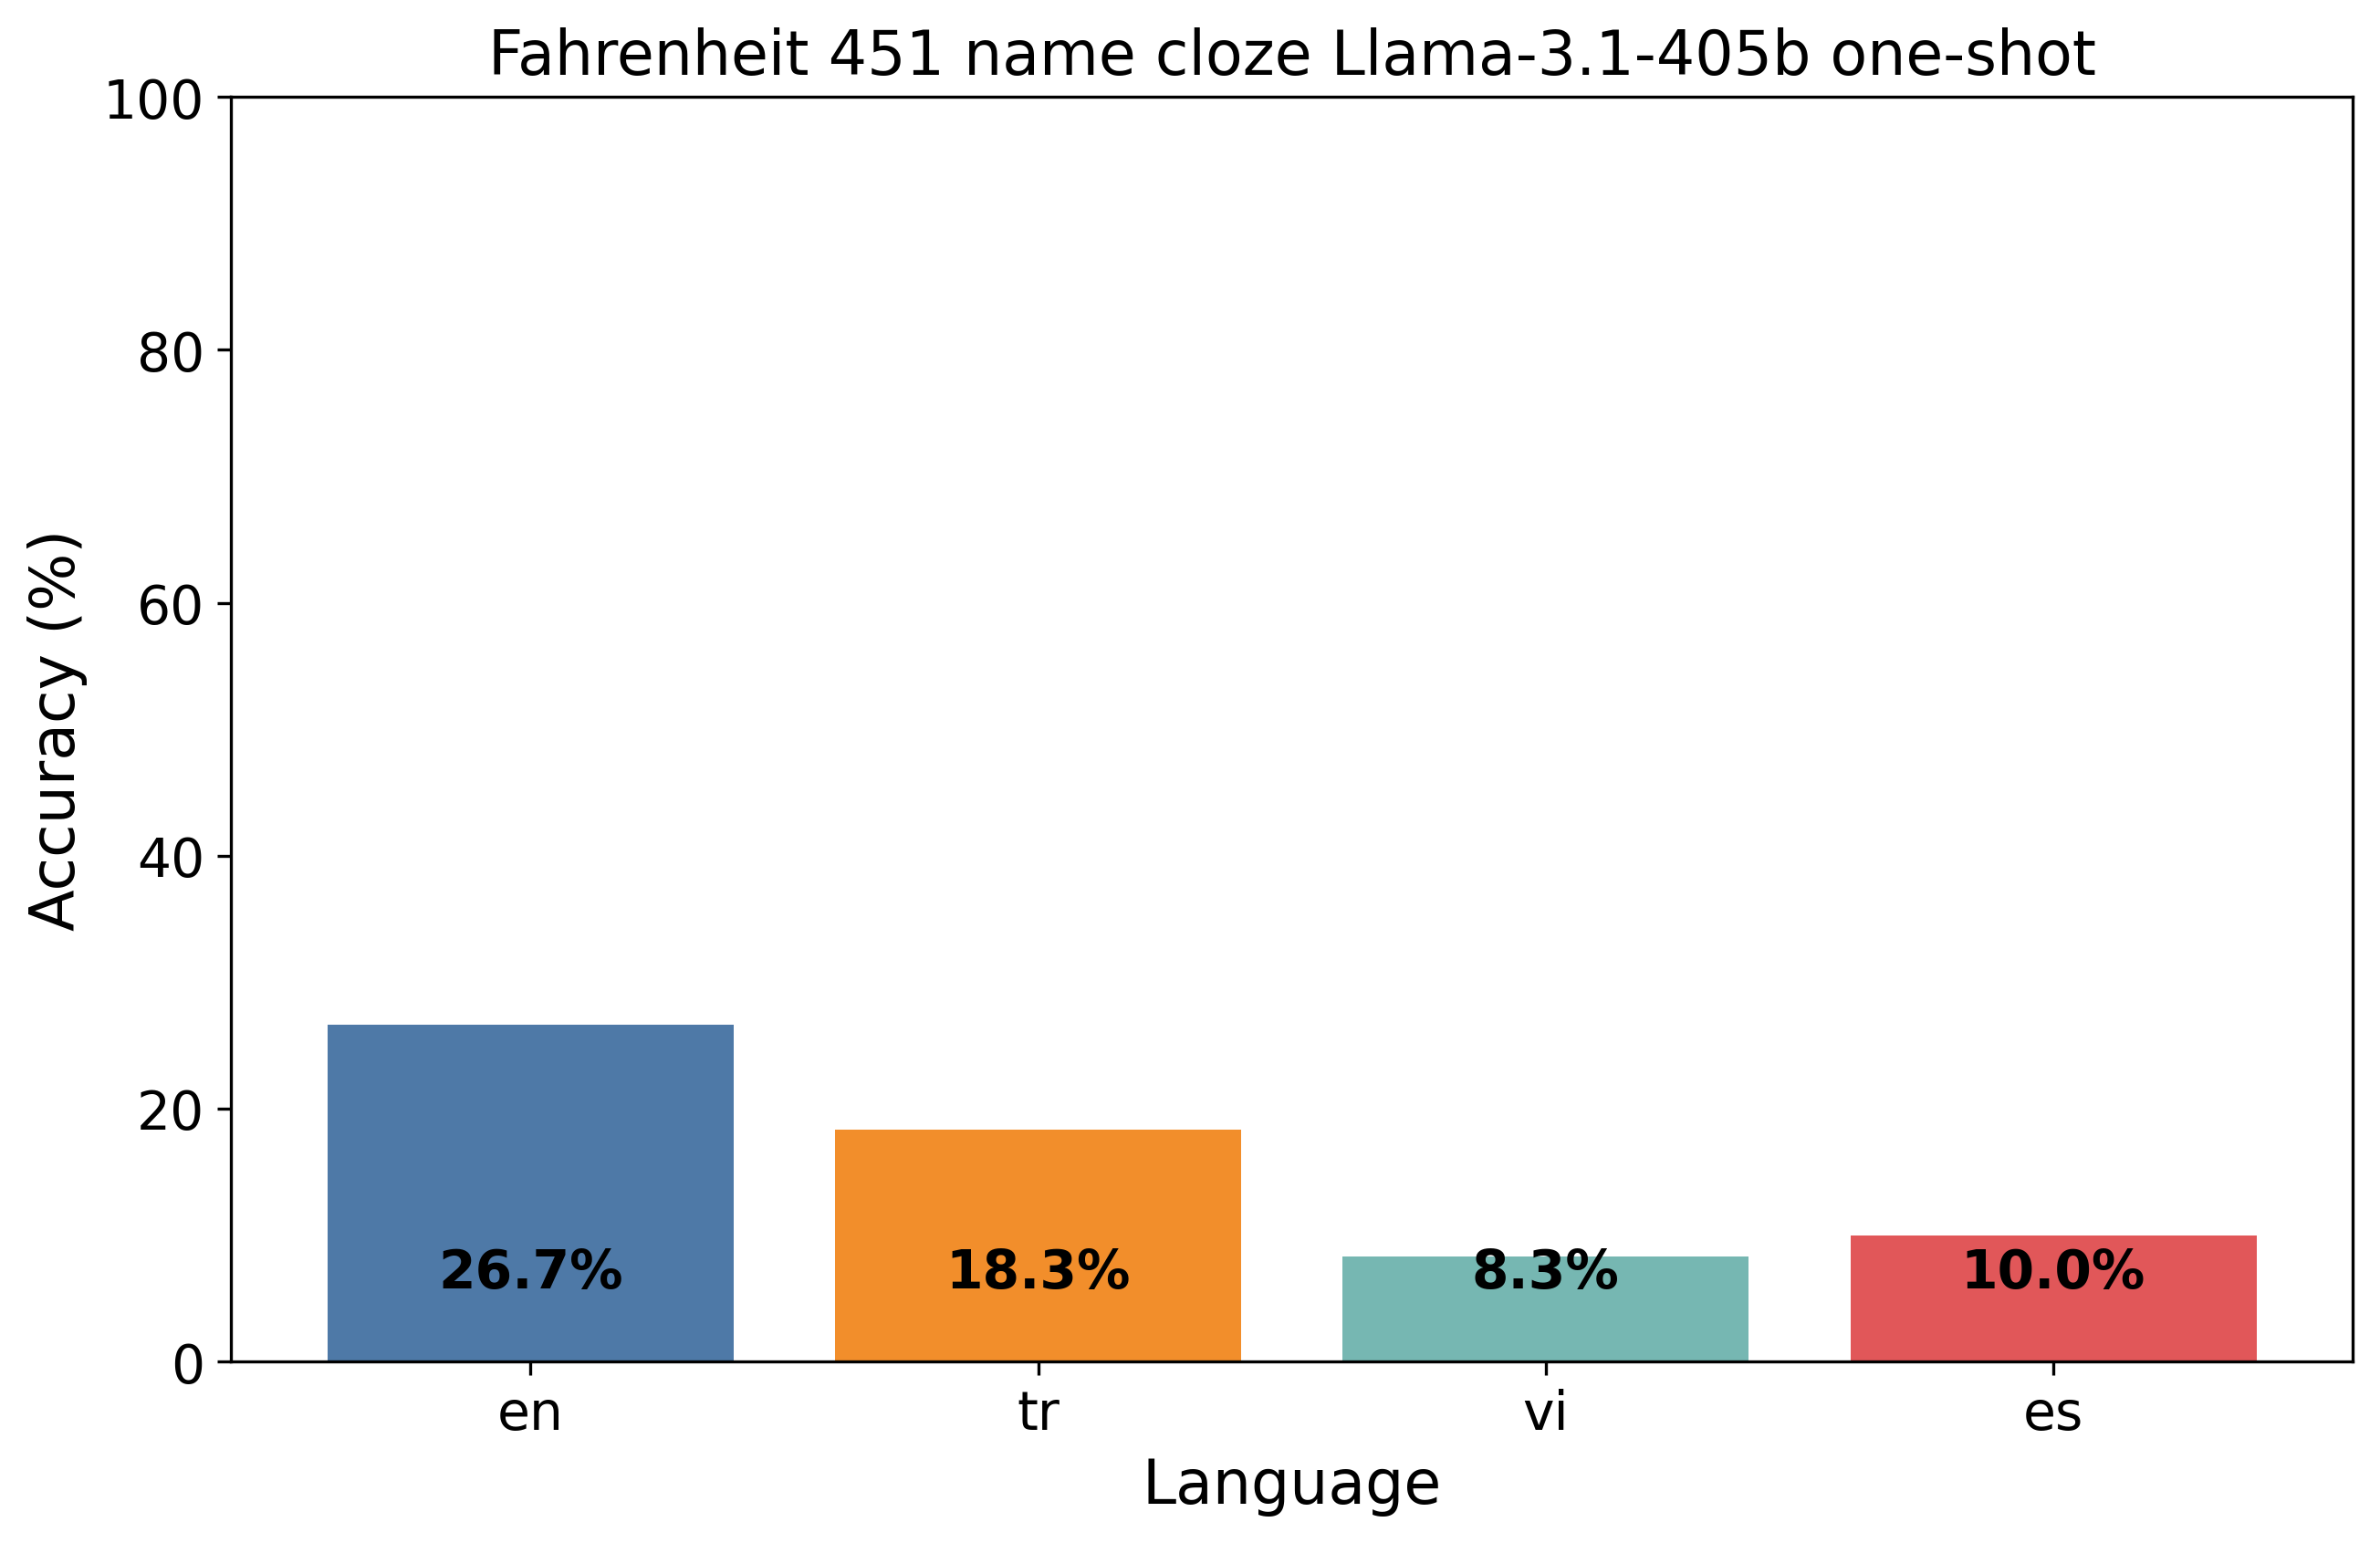 Fahrenheit 451 name cloze Llama-3.1-405b one-shot
Accuracy (%)
100
80
60
40
20
0
26.7%
18.3%
8.3%
10.0%
en
tr
vi
es
Language